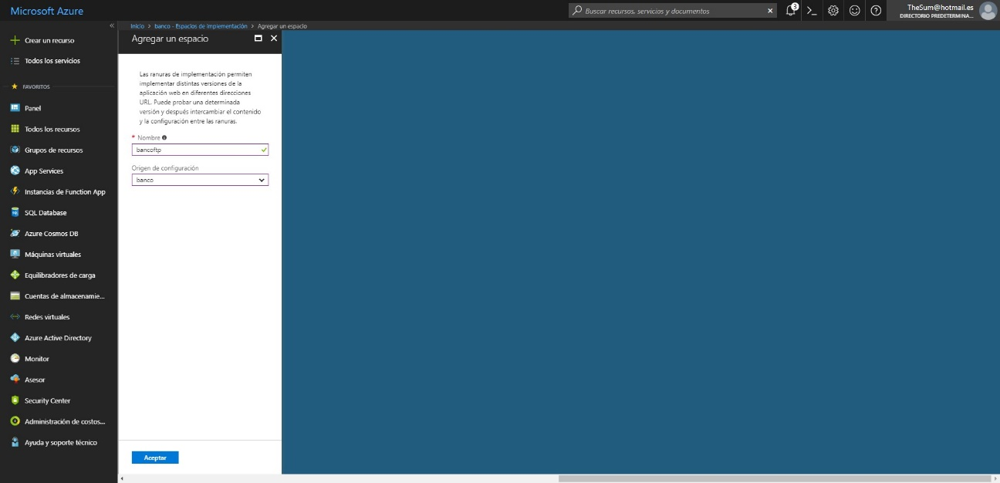 Microsoft Azure
Buscar recursos, servicios y documentos
3
TheSum@hotmail.es
DIRECTORIO PREDETERMINA...
Inicio > banco - Espacios de implementación > Agregar un espacio
Agregar un espacio
Crear un recurso
Todos los servicios
FAVORITOS
Panel
Todos los recursos
Grupos de recursos
App Services
Instancias de Function App
SQL Database
Azure Cosmos DB
Máquinas virtuales
Equilibradores de carga
Cuentas de almacenamie...
Redes virtuales
Azure Active Directory
Monitor
Asesor
Security Center
Administración de costos...
Ayuda y soporte técnico
Las ranuras de implementación permiten
implementar distintas versiones de la
aplicación web en diferentes direcciones
URL. Puede probar una determinada
versión y después intercambiar el contenido
y la configuración entre las ranuras.
* Nombre
bancoftp
Origen de configuración
banco
Aceptar